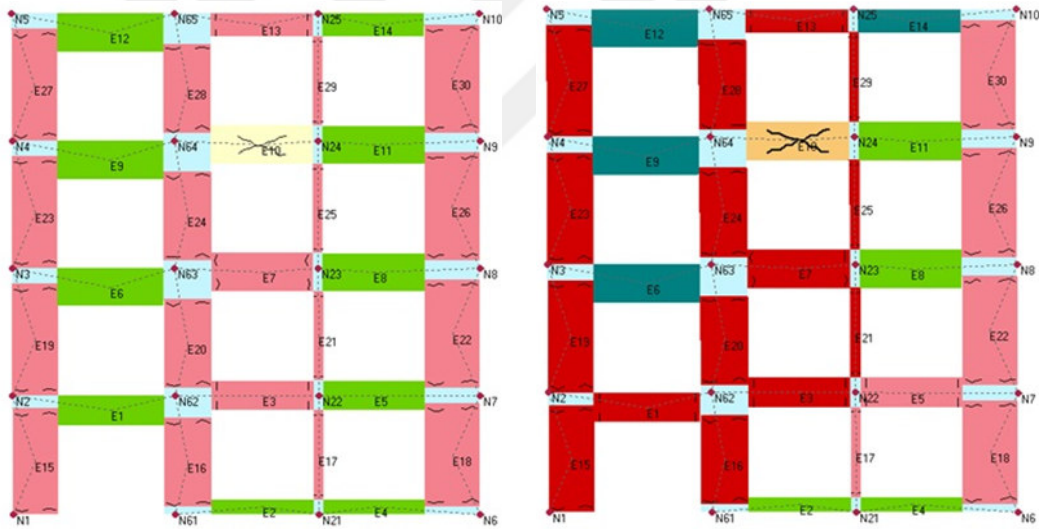 N5 N65 N25 N10
E12 E13 E14
E27 E28 E29 E30
N4 N64 E10 N24 N9
E9 E11
E23 E24 E25 E26
N3 N63 N23 N8
E6 E7 E8
E19 E20 E21 E22
N2 N62 N22 N7
E1 E3 E5
E15 E16 E17 E18
E2 E4
N1 N61 N21 N6
N5 N65 N25 N10
E12 E13 E14
E27 E28 E29 E30
N4 N64 E10 N24 N9
E9 E11
E23 E24 E25 E26
N3 N63 N23 N8
E6 E7 E8
E19 E20 E21 E22
N2 N62 N22 N7
E1 E3 E5
E15 E16 E17 E18
E2 E4
N1 N61 N21 N6